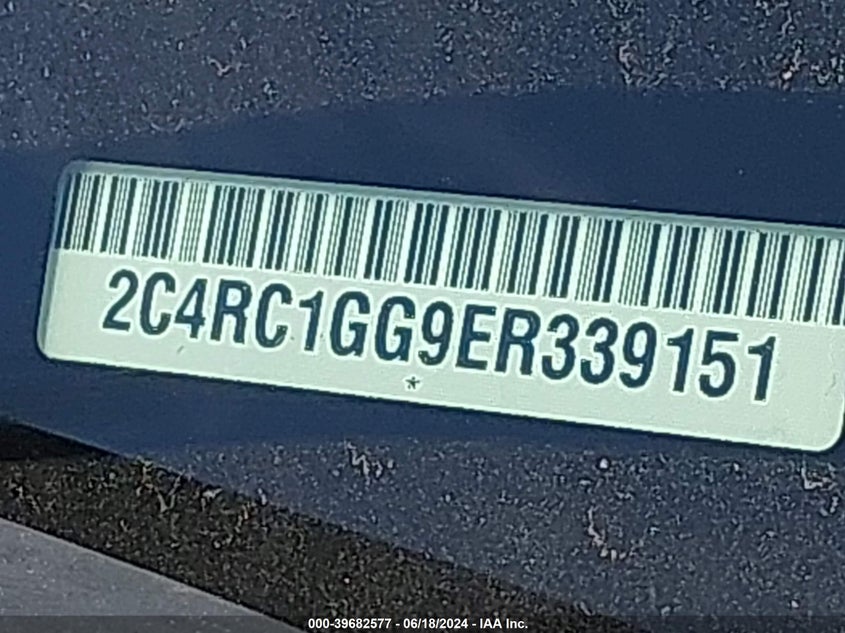 2C4RC1GG9ER339151
*
000-39682577 - 06/18/2024 - IAA Inc.